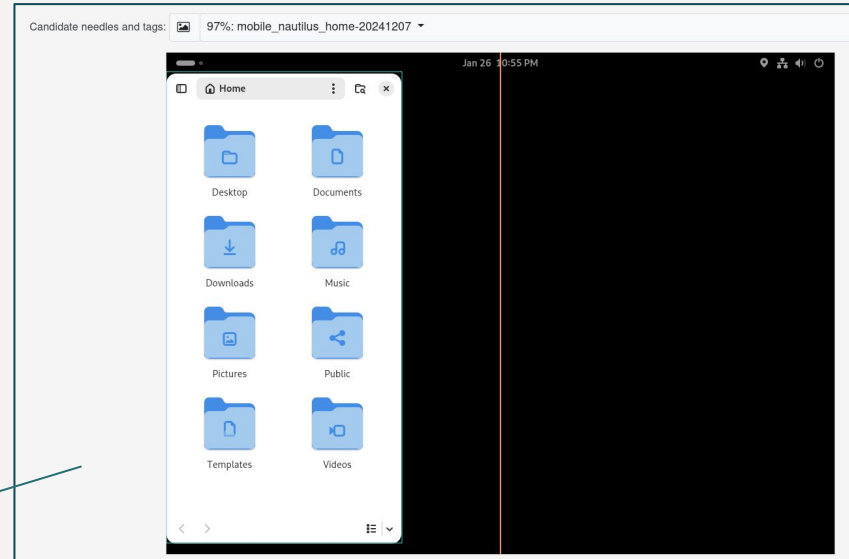 Candidate needles and tags: 97%: mobile_nautilus_home-20241207
Jan 26 10:55 PM
Home
Desktop Documents
Downloads Music
Pictures Public
Templates Videos